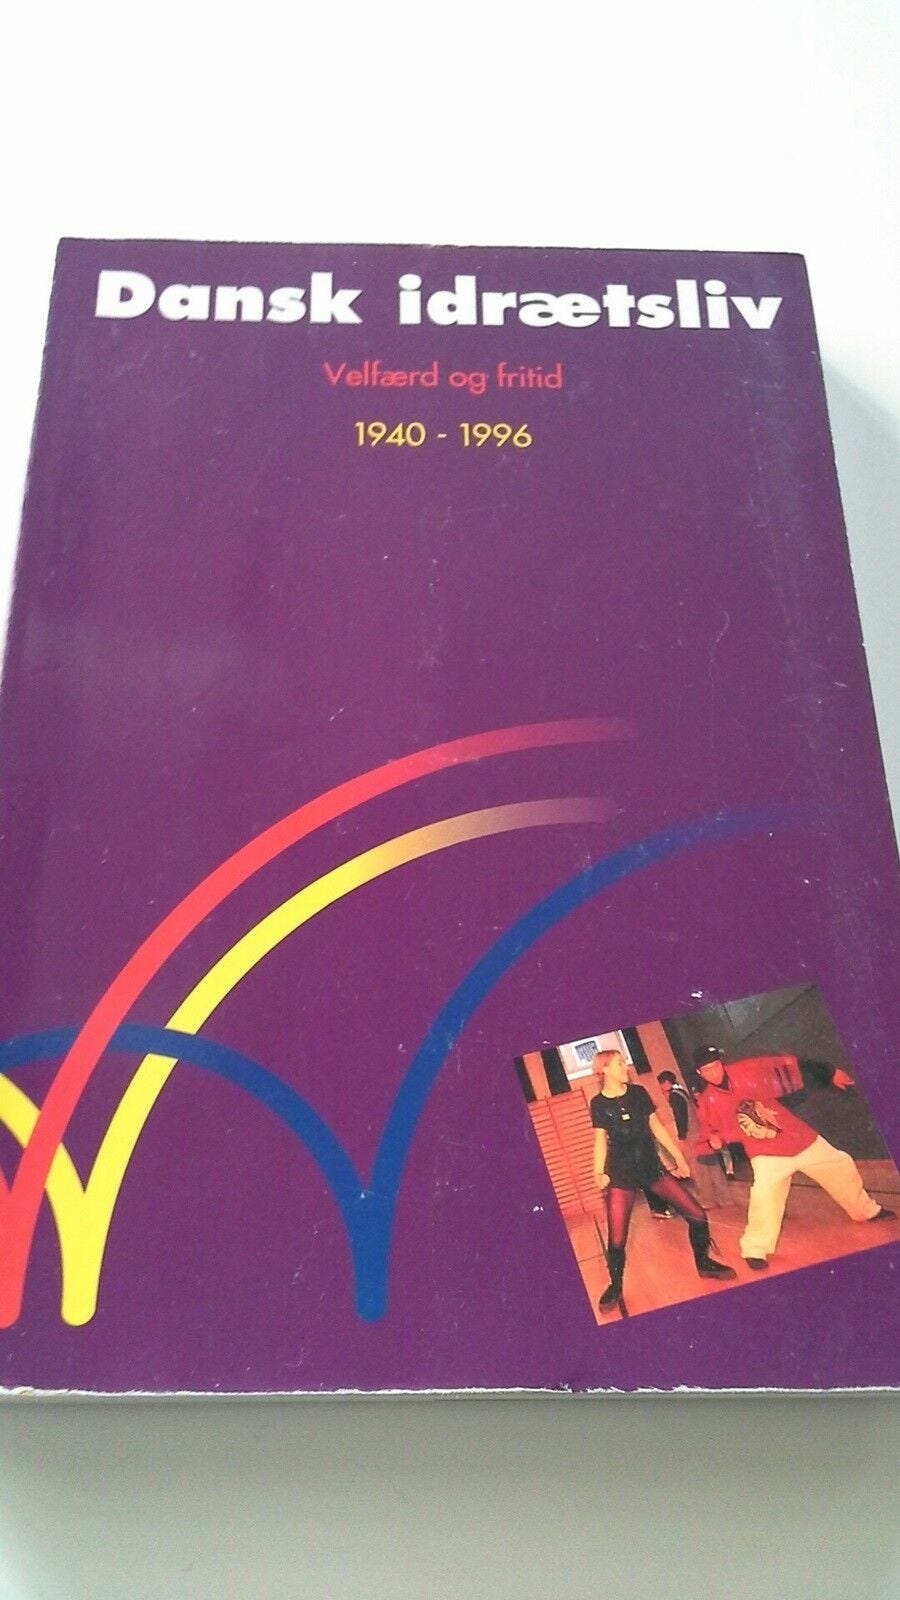 Dansk idrætsliv
Velfærd og fritid
1940 - 1996